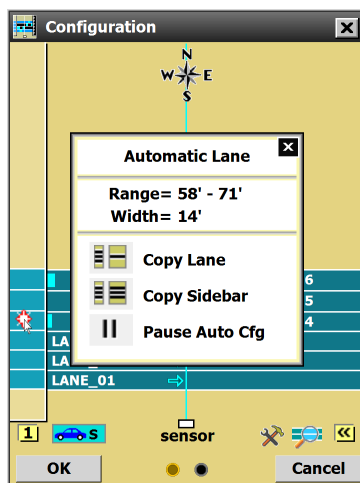 Configuration
N
W E
S
Automatic Lane
Range= 58' - 71'
Width= 14'
Copy Lane
Copy Sidebar
Pause Auto Cfg
6
5
4
LA
LA
LANE_01
1
S
sensor
OK
Cancel